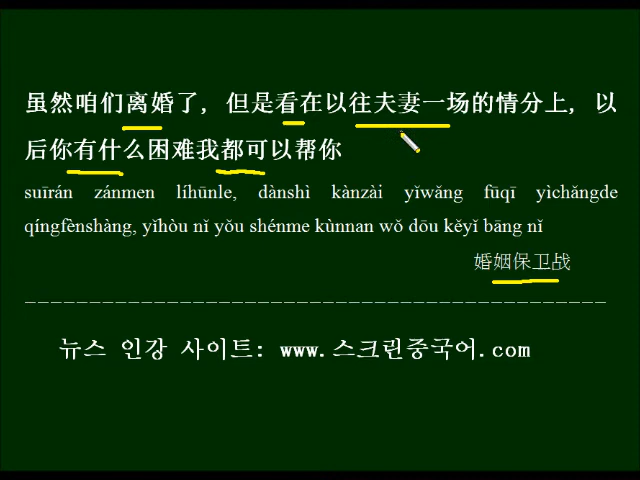 虽然咱们离婚了，但是看在以往夫妻一场的情分上，以
后你有什么困难我都可以帮你
suīrán zánmen líhūnle, dànshì kànzài yǐwǎng fūqī yìchǎngde
qíngfènshàng, yǐhòu nǐ yǒu shénme kùnnan wǒ dōu kěyǐ bāng nǐ
婚姻保卫战
뉴스 인강 사이트: www.스크린중국어.com